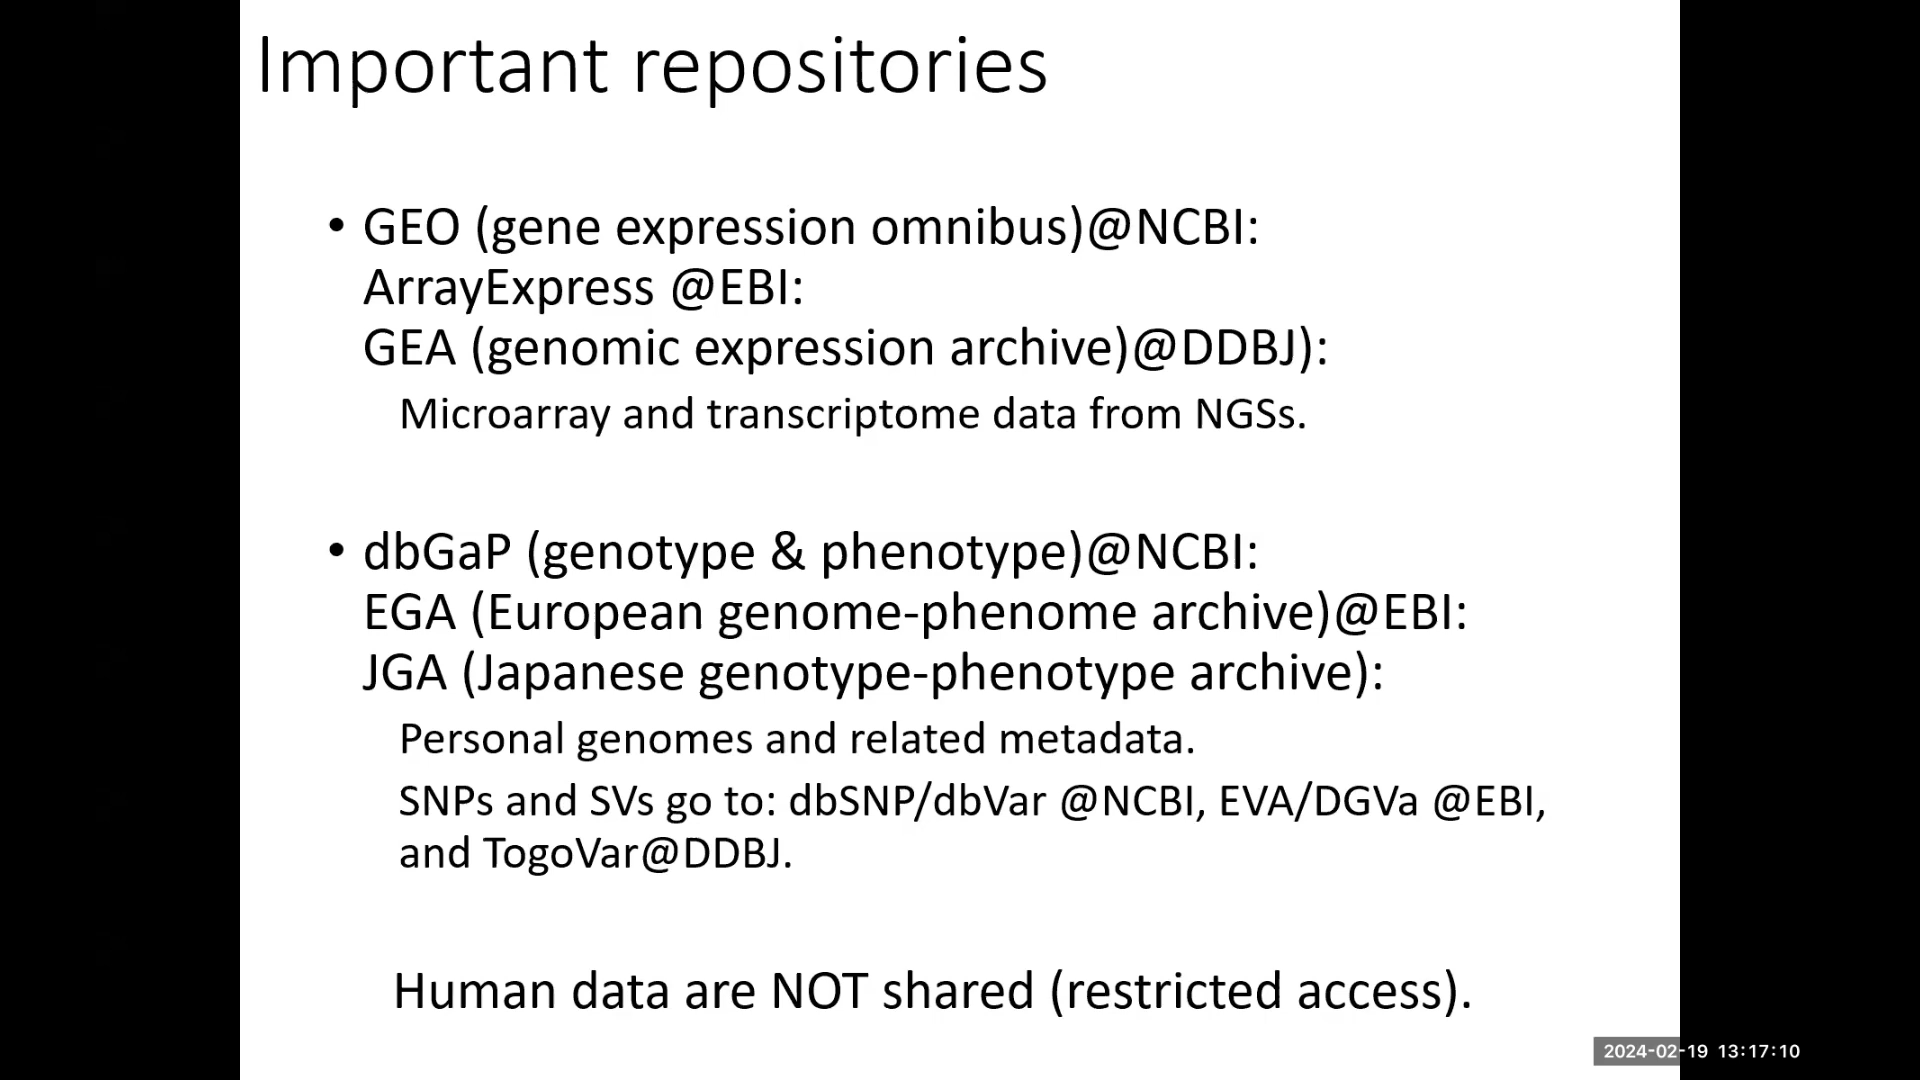 Important repositories
• GEO (gene expression omnibus)@NCBI:
ArrayExpress @EBI:
GEA (genomic expression archive)@DDBJ):
Microarray and transcriptome data from NGSs.
• dbGaP (genotype & phenotype)@NCBI:
EGA (European genome-phenome archive)@EBI:
JGA (Japanese genotype-phenotype archive):
Personal genomes and related metadata.
SNPs and SVs go to: dbSNP/dbVar @NCBI, EVA/DGVa @EBI,
and TogoVar@DDBJ.
Human data are NOT shared (restricted access).
2024-02-19 13:17:10